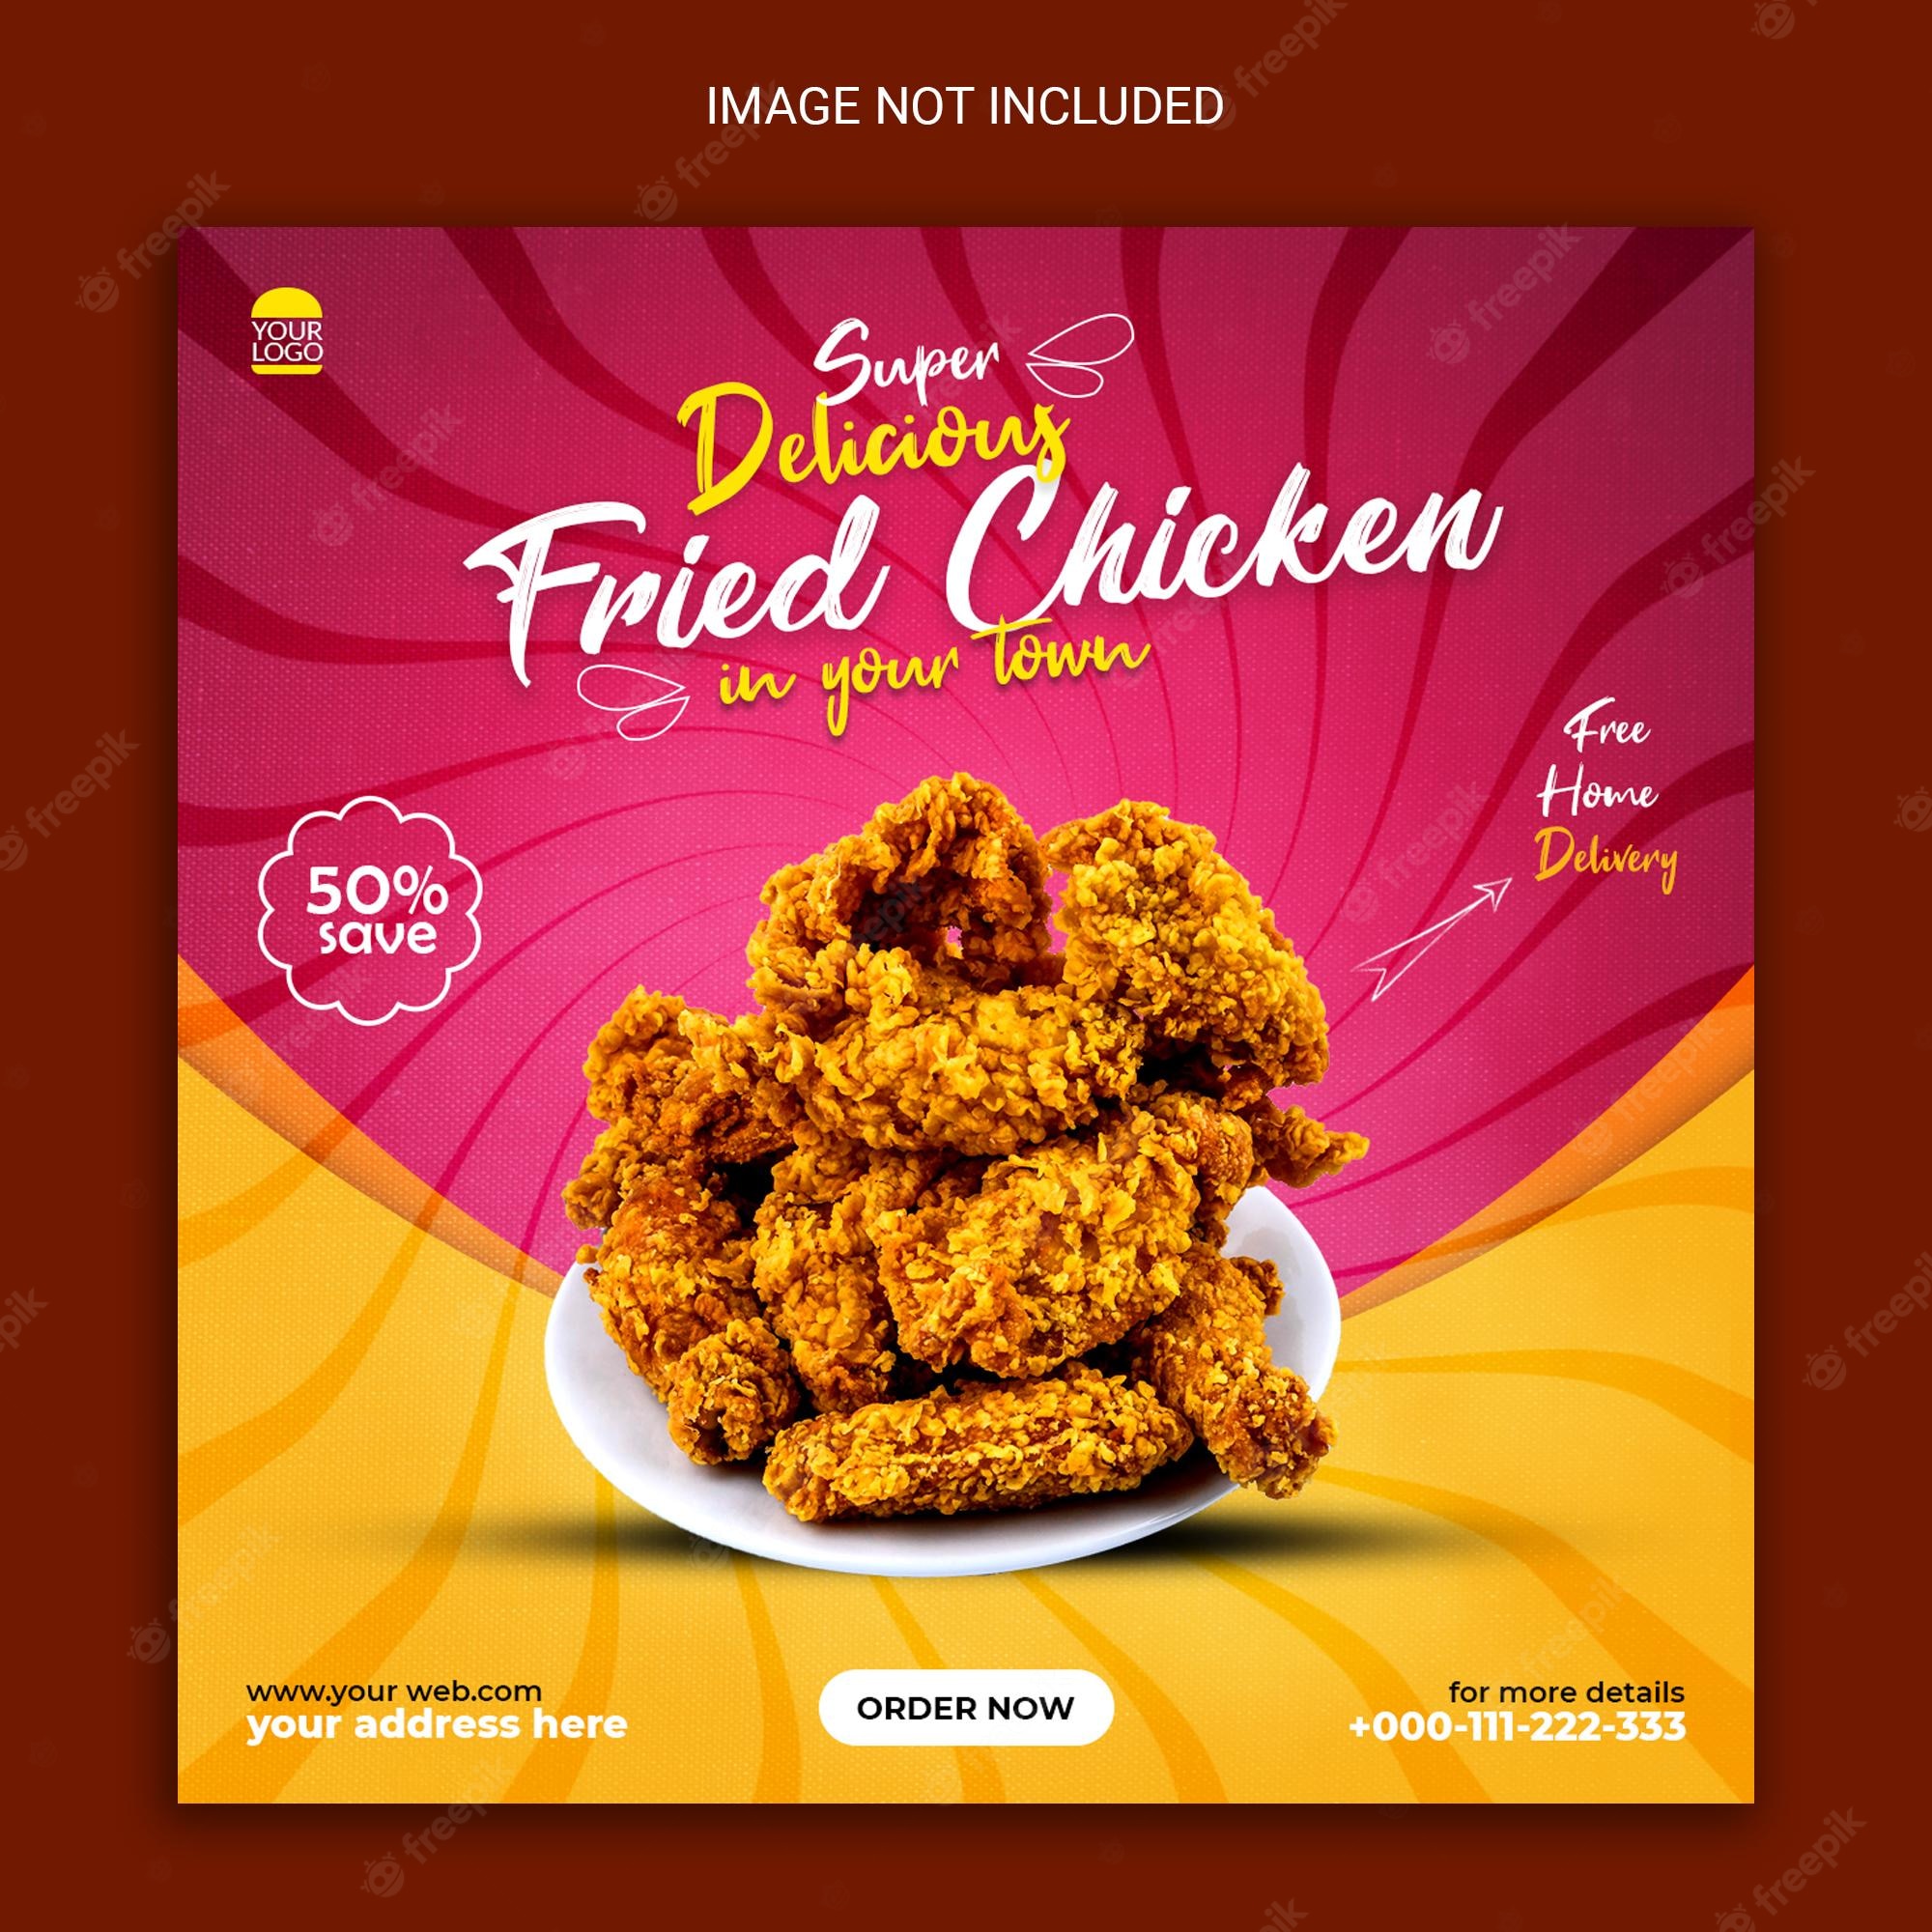 IMAGE NOT INCLUDED
YOUR
LOGO
Super
Delicious
Fried Chicken
in your town
Free
Home
Delivery
50%
save
www.your web.com
your address here
ORDER NOW
for more details
+000-111-222-333
freepik